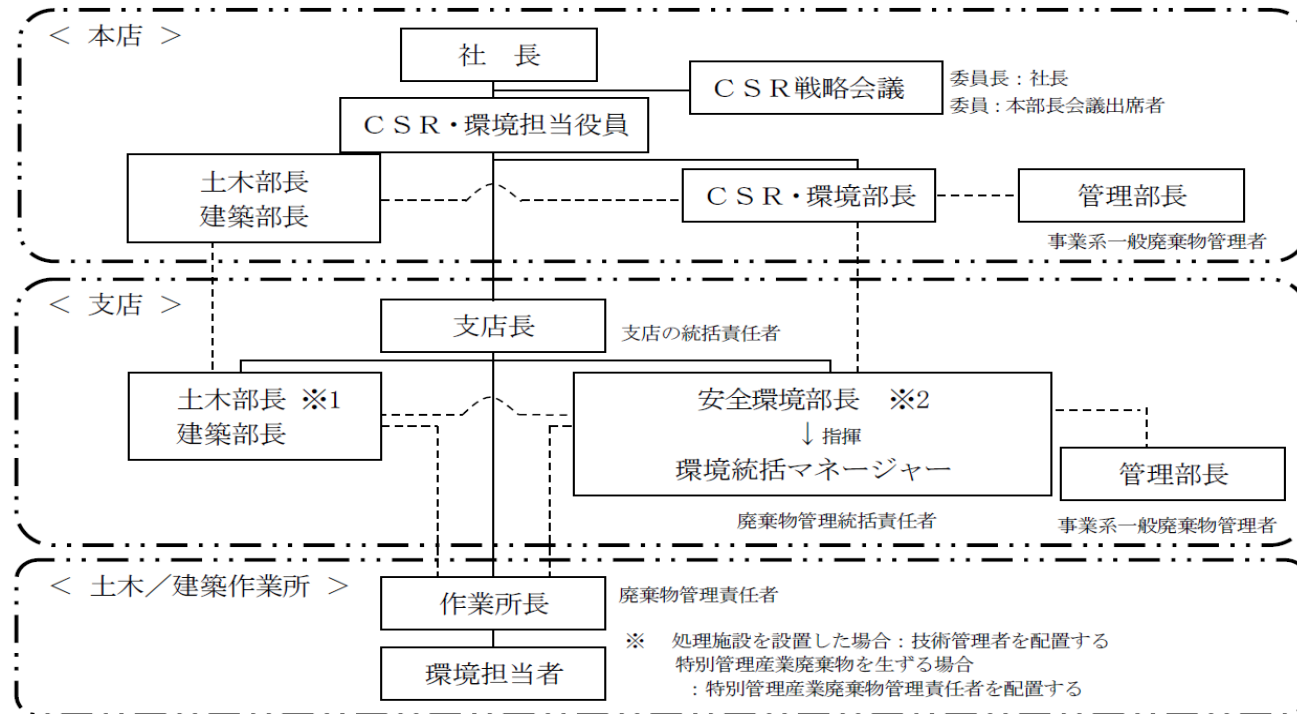 ＜ 本店 ＞
社　長
ＣＳＲ戦略会議
委員長：社長
委員：本部長会議出席者
ＣＳＲ・環境担当役員
土木部長
建築部長
ＣＳＲ・環境部長
管理部長
事業系一般廃棄物管理者
＜ 支店 ＞
支店長
支店の統括責任者
土木部長 ※1
建築部長
安全環境部長　※2
↓指揮
環境統括マネージャー
管理部長
廃棄物管理統括責任者
事業系一般廃棄物管理者
＜ 土木／建築作業所 ＞
作業所長
廃棄物管理責任者
環境担当者
※　処理施設を設置した場合：技術管理者を配置する
特別管理産業廃棄物を生ずる場合
：特別管理産業廃棄物管理責任者を配置する